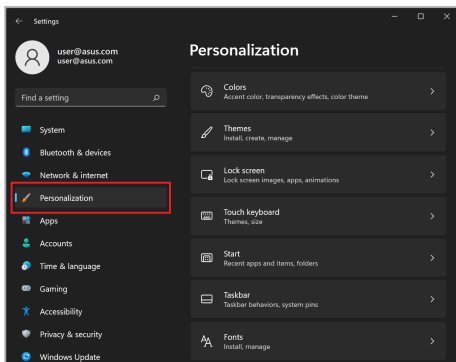 Settings
user@asus.com
user@asus.com
Find a setting
System
Bluetooth & devices
Network & internet
Personalization
Apps
Accounts
Time & language
Gaming
Accessibility
Privacy & security
Windows Update
Personalization
Colors
Accent color, transparency effects, color theme
Themes
Install, create, manage
Lock screen
Lock screen images, apps, animations
Touch keyboard
Themes, size
Start
Recent apps and items, folders
Taskbar
Taskbar behaviors, system pins
Fonts
Install, manage